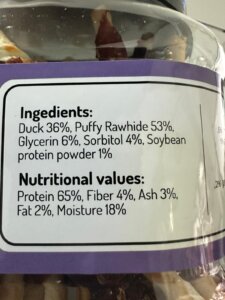 Ingedients:
Duck 36%, Puffy Rawhide 53%,
Glycerin 6%, Sorbitol 4%, Soybean
protein powder 1%
Nutritional values:
Protein 65%, Fiber 4%, Ash 3%,
Fat 2%, Moisture 18%